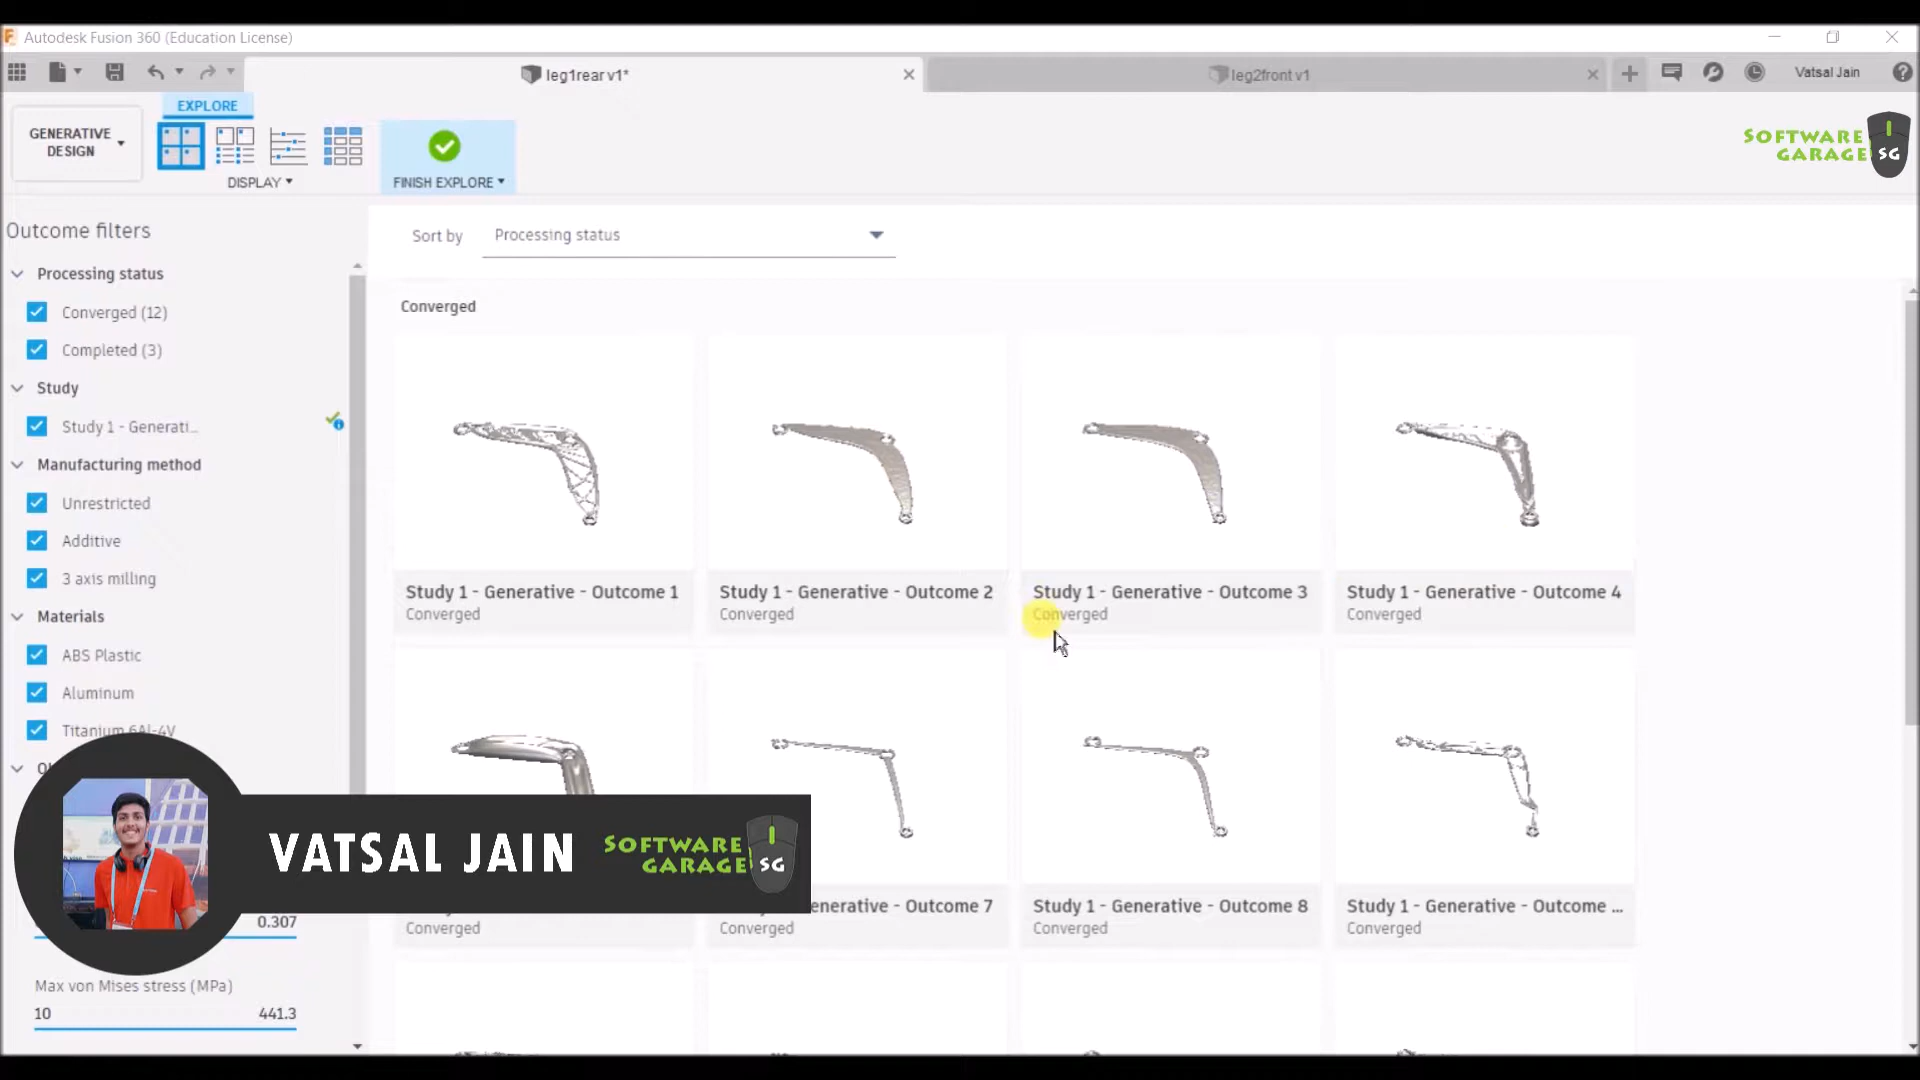 Autodesk Fusion 360 (Education License)
leg1rear v1*
leg2front v1
Vatsal Jain
EXPLORE
GENERATIVE
DESIGN
DISPLAY
FINISH EXPLORE
SOFTWARE
GARAGE
SG
Outcome filters
Sort by
Processing status
Processing status
Converged (12)
Completed (3)
Study
Study 1 - Generati...
Manufacturing method
Unrestricted
Additive
3 axis milling
Materials
ABS Plastic
Aluminum
Titanium 6Al-4V
0.307
Max von Mises stress (MPa)
10
441.3
Converged
Study 1 - Generative - Outcome 1
Converged
Study 1 - Generative - Outcome 2
Converged
Study 1 - Generative - Outcome 3
Converged
Study 1 - Generative - Outcome 4
Converged
Converged
enerative - Outcome 7
Converged
Study 1 - Generative - Outcome 8
Converged
Study 1 - Generative - Outcome ...
Converged
VATSAL JAIN
SOFTWARE
GARAGE
SG